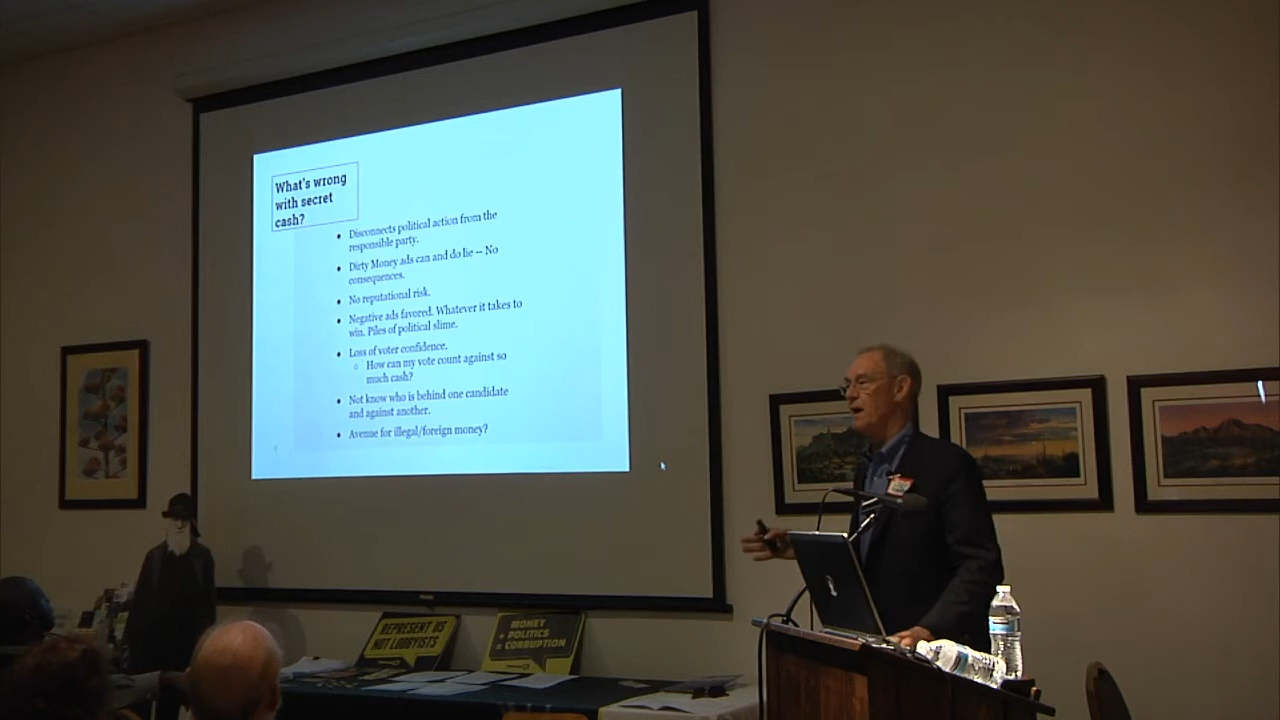 What's wrong
with secret
cash?
• Disconnects political action from the
responsible party.
• Dirty Money ads can and do lie -- No
consequences.
• No reputational risk.
• Negative ads favored. Whatever it takes to
win. Piles of political slime.
• Loss of voter confidence.
○ How can my vote count against so
much cash?
• Not know who is behind one candidate
and against another.
• Avenue for illegal/foreign money?
REPRESENT US
NOT LOBBYISTS
MONEY
+ POLITICS
= CORRUPTION